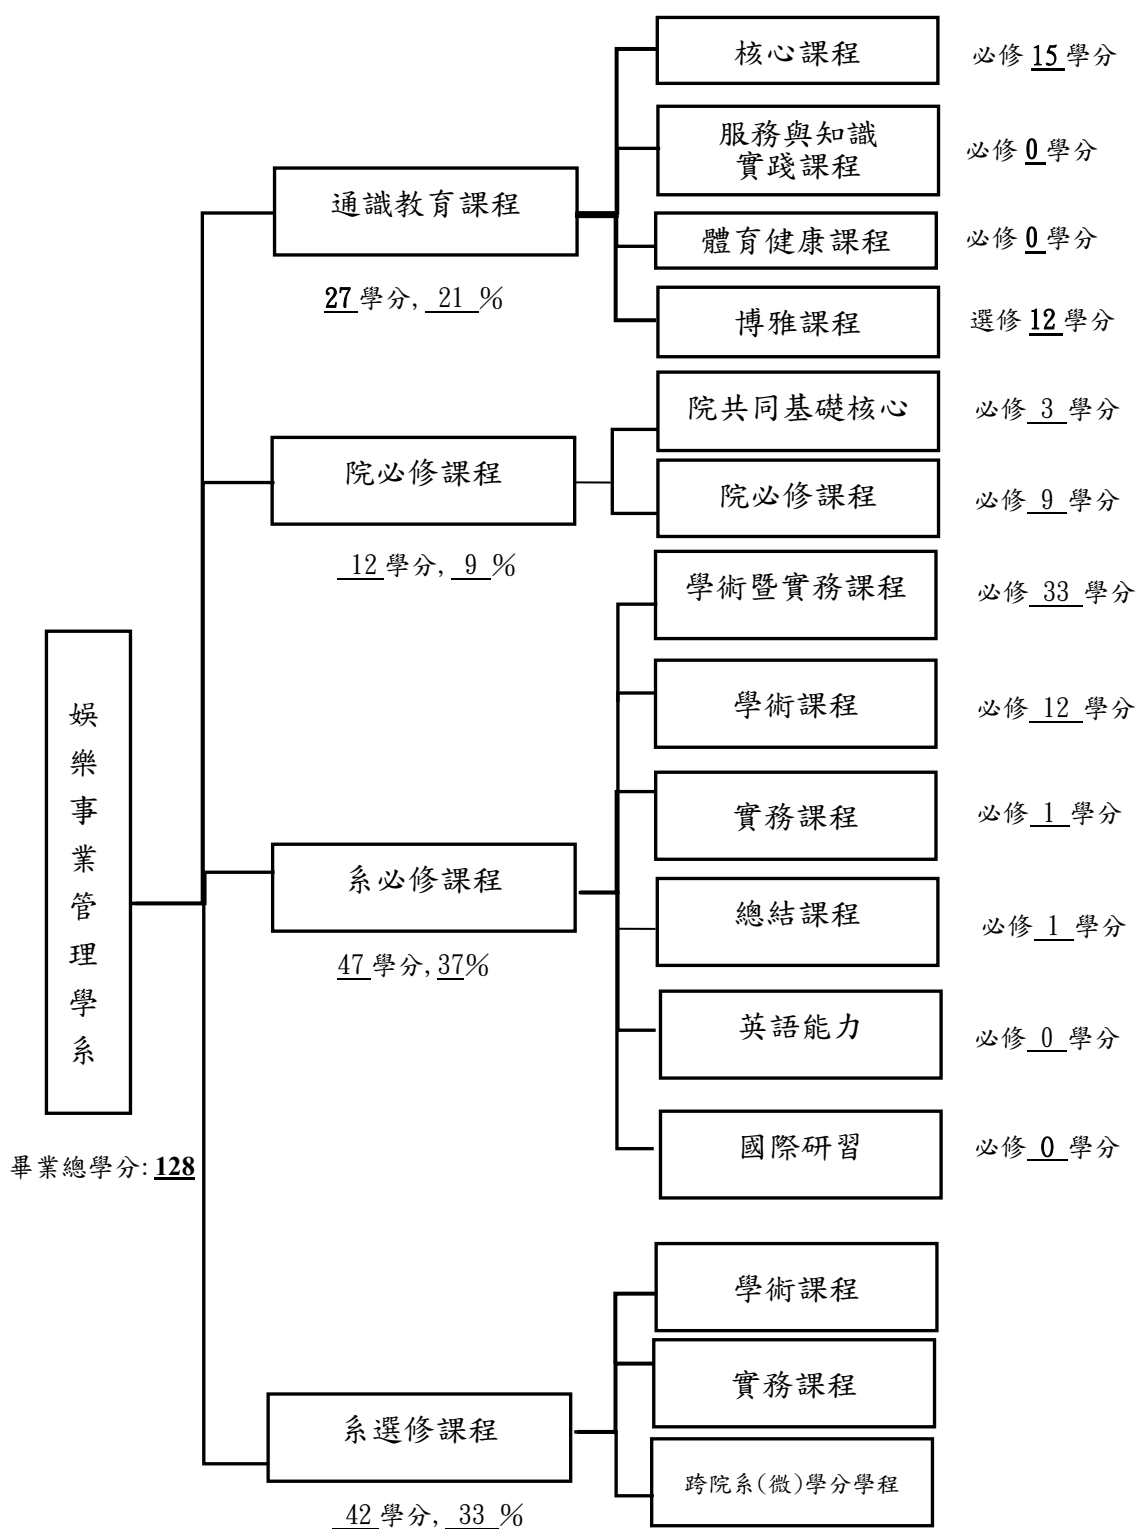 娛樂事業管理學系
畢業總學分: 128
通識教育課程
27 學分, 21 %
核心課程
必修 15 學分
服務與知識
實踐課程
必修 0 學分
體育健康課程
必修 0 學分
博雅課程
選修 12 學分
院必修課程
12 學分, 9 %
院共同基礎核心
必修 3 學分
院必修課程
必修 9 學分
系必修課程
47 學分, 37%
學術暨實務課程
必修 33 學分
學術課程
必修 12 學分
實務課程
必修 1 學分
總結課程
必修 1 學分
英語能力
必修 0 學分
國際研習
必修 0 學分
系選修課程
42 學分, 33 %
學術課程
實務課程
跨院系(微)學分學程